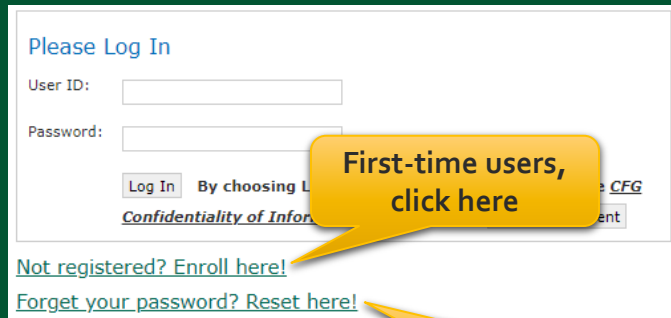 Please Log In
User ID:
Password:
First-time users,
click here
Log In By choosing L CFG
Confidentiality of Infor ent
Not registered? Enroll here!
Forget your password? Reset here!